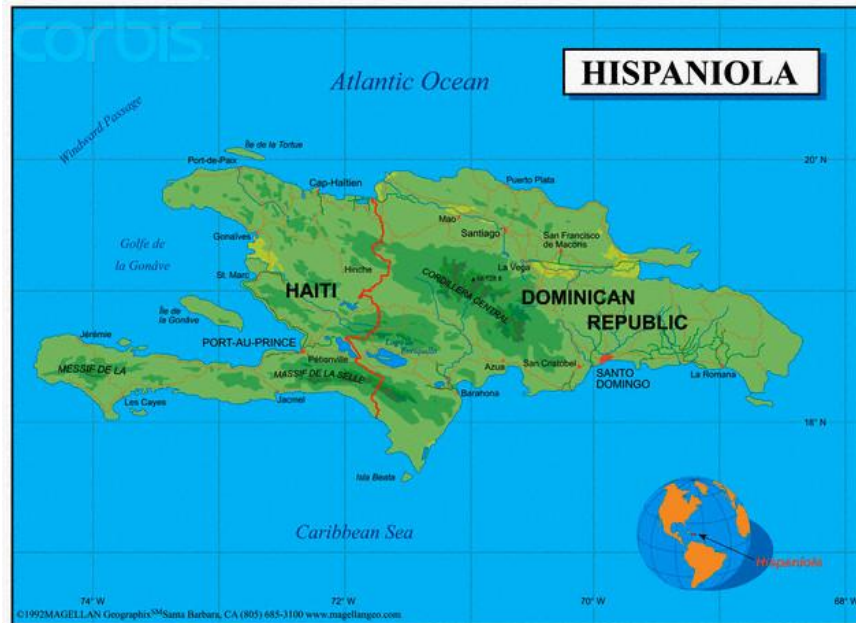 corbis.
HISPANIOLA
Atlantic Ocean
Windward Passage
Île de la Tortue
Port-de-Paix
20° N
Cap-Haïtien
Puerto Plata
Mao
Santiago
San Francisco
de Macoris
Gonaïves
Golfe de
la Gonâve
Hinche
La Vega
St. Marc
CORDILLERA CENTRAL
HAITI
DOMINICAN
REPUBLIC
Île de
la Gonâve
Jérémie
PORT-AU-PRINCE
Pétionville
Azua
San Cristobel
SANTO
DOMINGO
MESSIF DE LA
MASSIF DE LA SELLE
La Romana
Les Cayes
Jacmel
Barahona
18° N
Isla Beata
Caribbean Sea
Hispaniola
74° W
72° W
70° W
68° W
©1992MAGELLAN Geographix℠Santa Barbara, CA (805) 685-3100 www.magellangeo.com